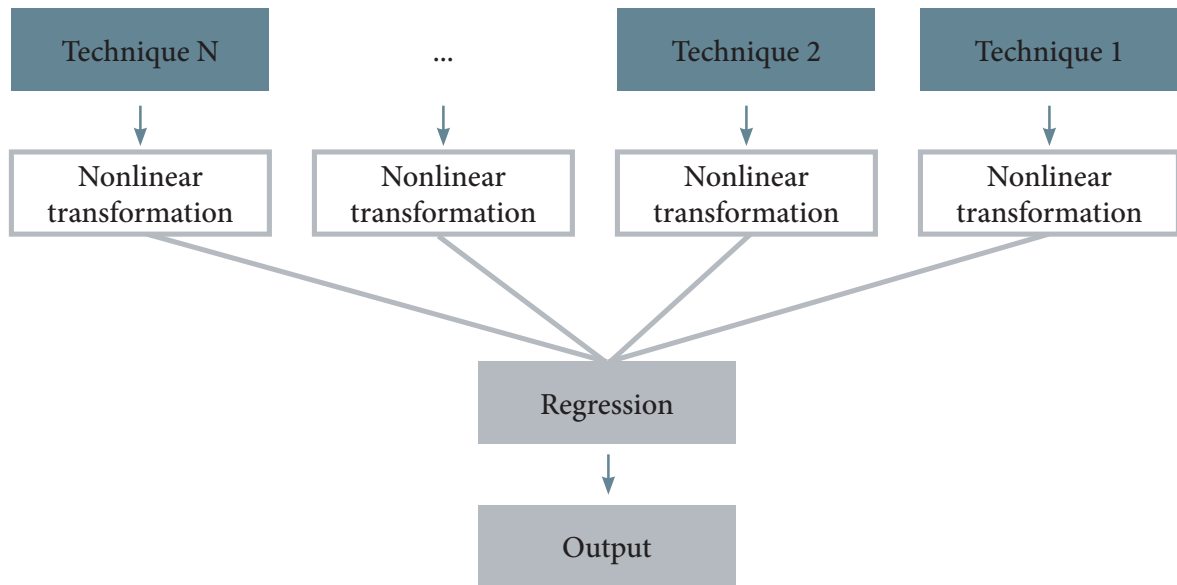 Technique N
...
Technique 2
Technique 1
Nonlinear
transformation
Nonlinear
transformation
Nonlinear
transformation
Nonlinear
transformation
Regression
Output